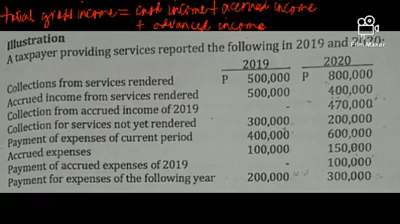 total gross income = cash income + accrued income
+ advanced income
Illustration
A taxpayer providing services reported the following in 2019 and 2020:
2019 2020
Collections from services rendered P 500,000 P 800,000
Accrued income from services rendered 500,000 400,000
Collection from accrued income of 2019 - 470,000
Collection for services not yet rendered 300,000 200,000
Payment of expenses of current period 400,000 600,000
Accrued expenses 100,000 150,000
Payment of accrued expenses of 2019 - 100,000
Payment for expenses of the following year 200,000 300,000
Film Maker